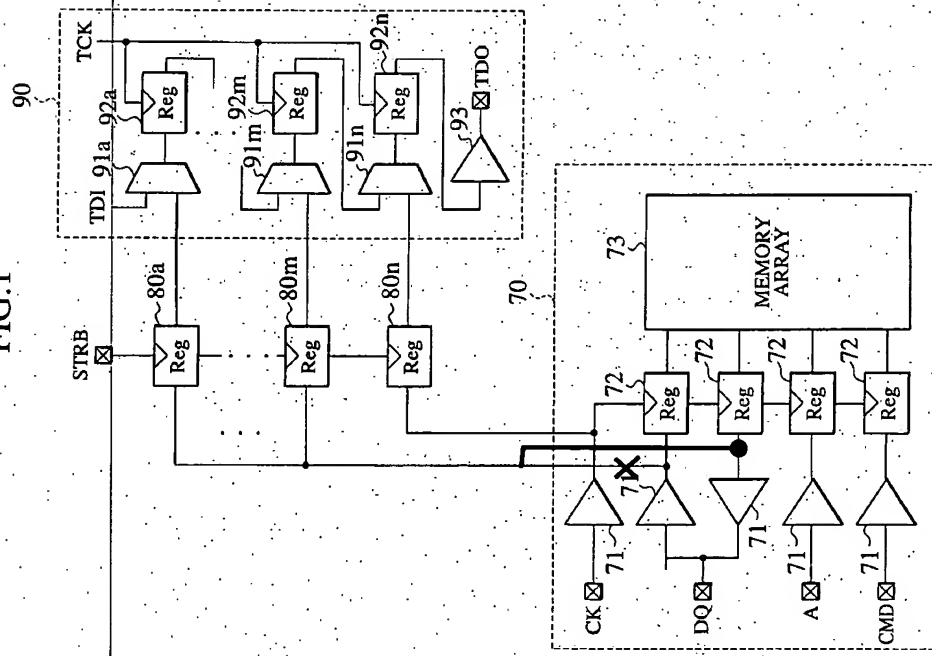 FIG.1
90
TCK
92a
Reg
92m
Reg
92n
Reg
91a
91m
91n
93
TDO
TDI
80a
Reg
80m
Reg
80n
Reg
STRB
70
73
MEMORY
ARRAY
72
Reg
72
Reg
72
Reg
72
Reg
71
71
71
71
71
CK
DQ
A
CMD